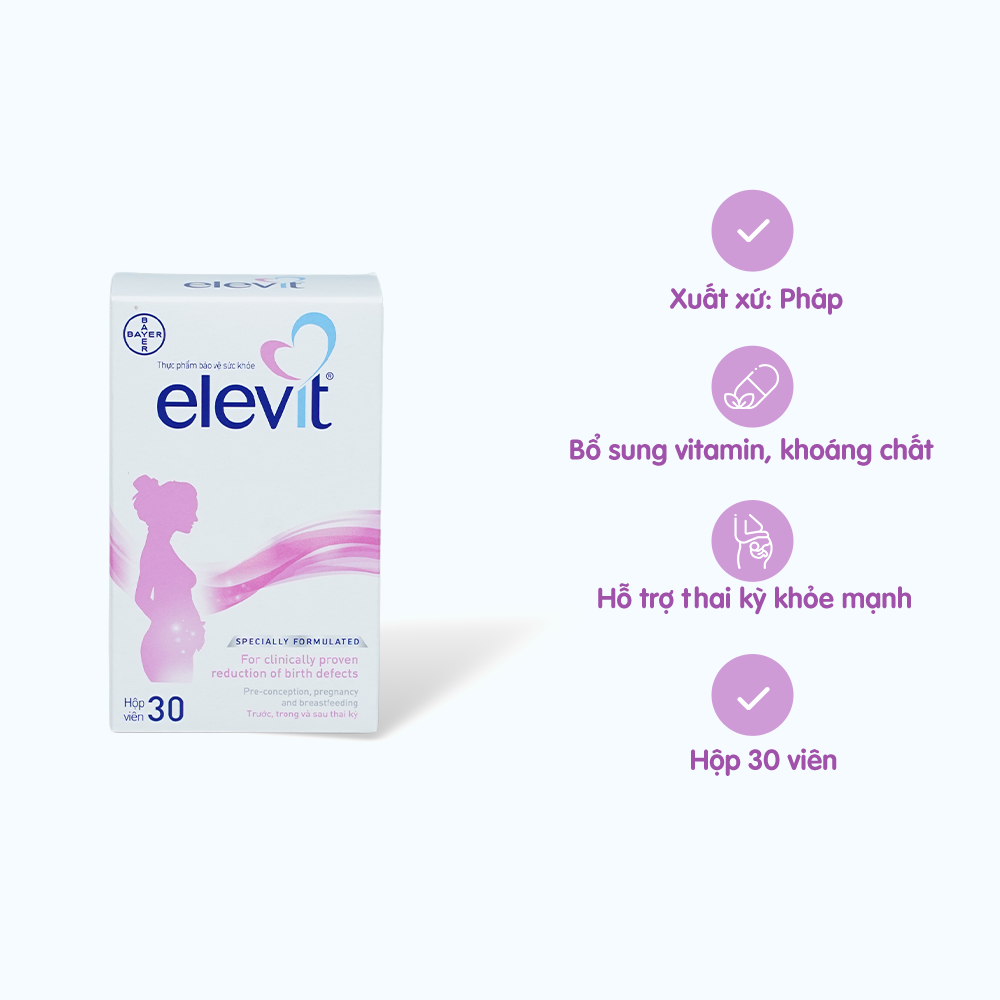 elevit
BAYER
BAYER
Thực phẩm bảo vệ sức khỏe
elevit®
SPECIALLY FORMULATED
For clinically proven
reduction of birth defects
Pre-conception, pregnancy
and breastfeeding
Trước, trong và sau thai kỳ
Hộp
viên 30
Xuất xứ: Pháp
Bổ sung vitamin, khoáng chất
Hỗ trợ thai kỳ khỏe mạnh
Hộp 30 viên